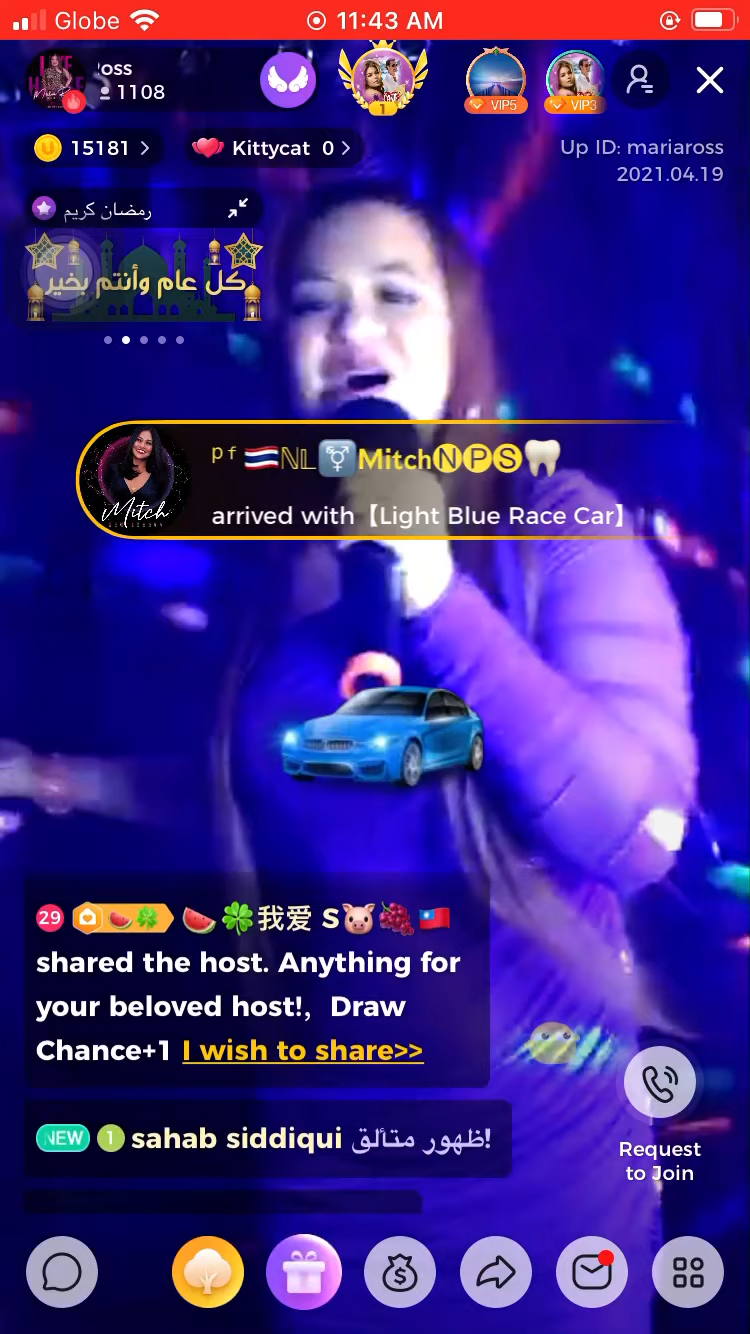 Globe 11:43 AM
oss
1108
1
VIP5
VIP3
15181
Kittycat 0
Up ID: mariaross
2021.04.19
رمضان كريم
كل عام وأنتم بخير
ᵖᶠ 🇹🇭ℕ𝕃⚧️Mitch🅝🅟🅢🦷
iMitch
arrived with【Light Blue Race Car】
29 🍉🍀 🍉🍀我爱 S🐷🍇🇹🇼
shared the host. Anything for
your beloved host!, Draw
Chance+1 I wish to share>>
NEW 1 sahab siddiqui ظهور متألق!
Request
to Join